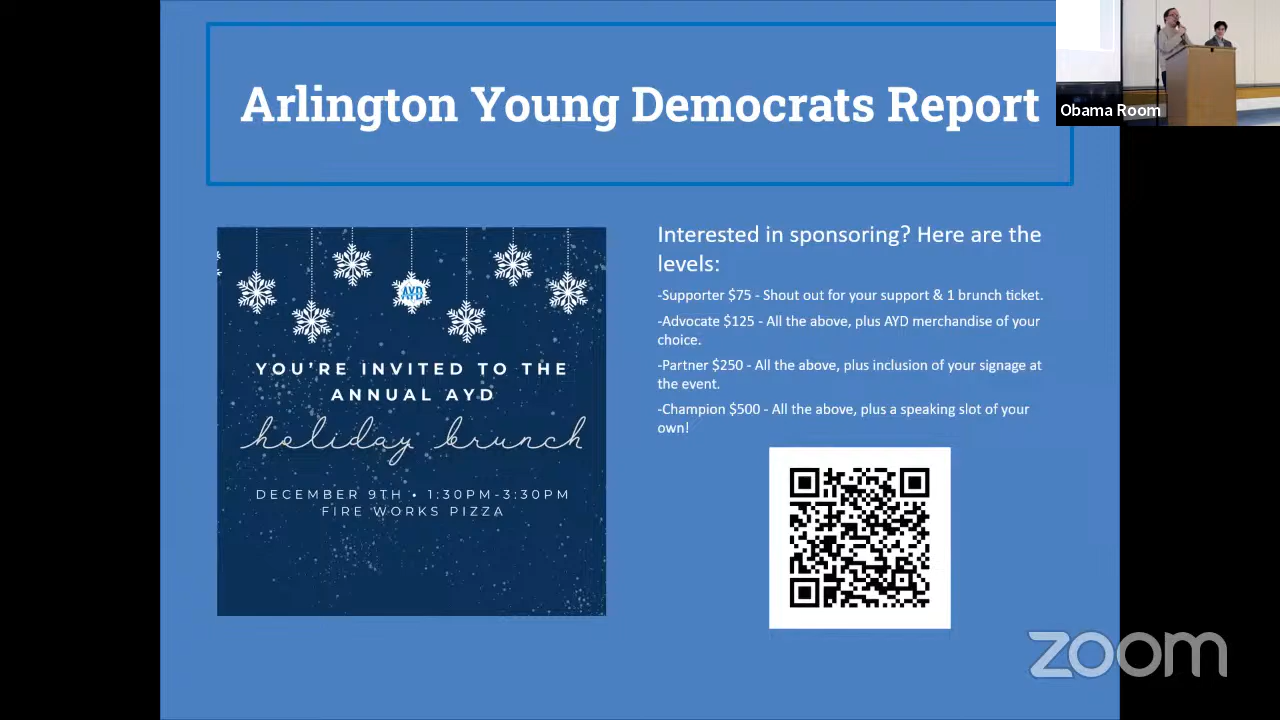 Arlington Young Democrats Report
Obama Room
AYD
YOU'RE INVITED TO THE
ANNUAL AYD
holiday brunch
DECEMBER 9TH • 1:30PM-3:30PM
FIRE WORKS PIZZA
Interested in sponsoring? Here are the
levels:
-Supporter $75 - Shout out for your support & 1 brunch ticket.
-Advocate $125 - All the above, plus AYD merchandise of your
choice.
-Partner $250 - All the above, plus inclusion of your signage at
the event.
-Champion $500 - All the above, plus a speaking slot of your
own!
zoom